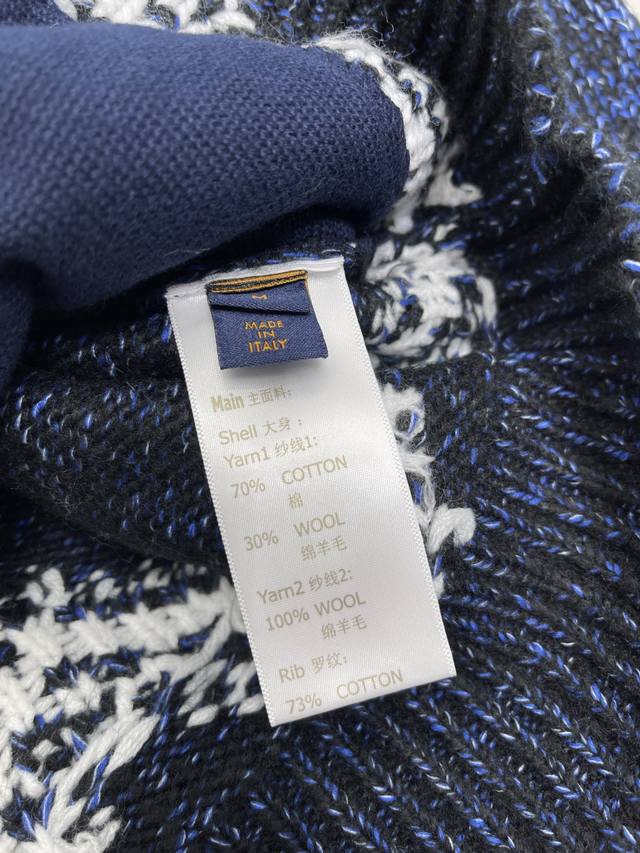 M
MADE
IN
ITALY
Main 主面料:
Shell 大身 :
Yarn1 纱线1:
70% COTTON
棉
30% WOOL
绵羊毛
Yarn2 纱线2:
100% WOOL
绵羊毛
Rib 罗纹:
73% COTTON